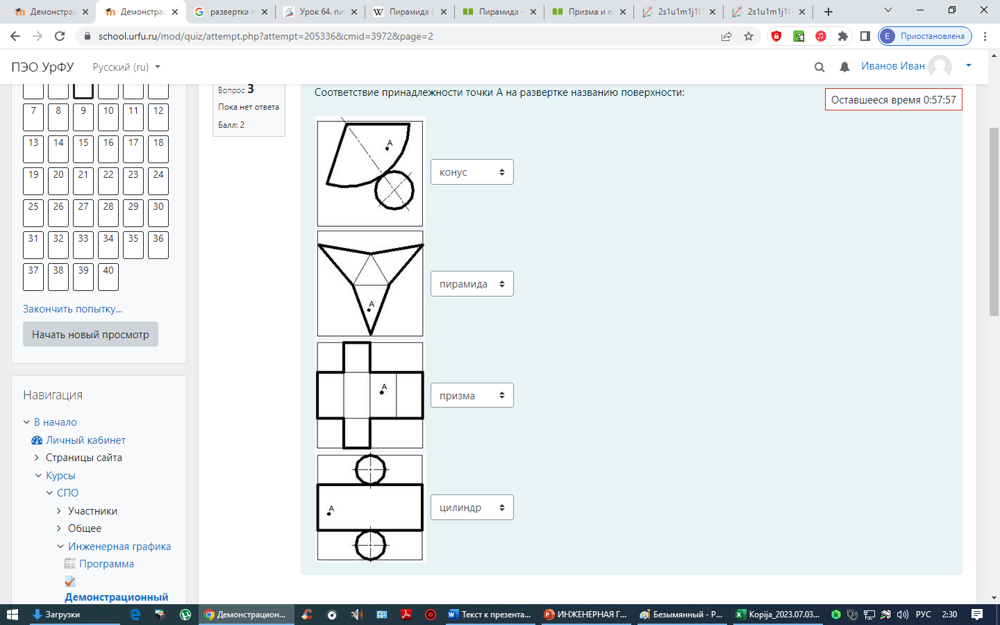 Демонстрац
Демонстрац
развертка п
Урок 64. пи
Пирамида (
Пирамида -
Призма и е
2s1u1m1j1l1
2s1u1m1j1l1
school.urfu.ru/mod/quiz/attempt.php?attempt=205336&cmid=3972&page=2
E Приостановлена
ПЭО УрФУ
Русский (ru)
Иванов Иван
7 8 9 10 11 12
13 14 15 16 17 18
19 20 21 22 23 24
25 26 27 28 29 30
31 32 33 34 35 36
37 38 39 40
Закончить попытку...
Начать новый просмотр
Навигация
В начало
Личный кабинет
Страницы сайта
Курсы
СПО
Участники
Общее
Инженерная графика
Программа
Демонстрационный
Вопрос 3
Пока нет ответа
Балл: 2
Соответствие принадлежности точки А на развертке названию поверхности:
Оставшееся время 0:57:57
A
конус
A
пирамида
A
призма
A
цилиндр
Загрузки
Демонстрацион...
Текст к презента...
ИНЖЕНЕРНАЯ Г...
Безымянный - P...
Kopija_2023.07.03...
РУС
2:30